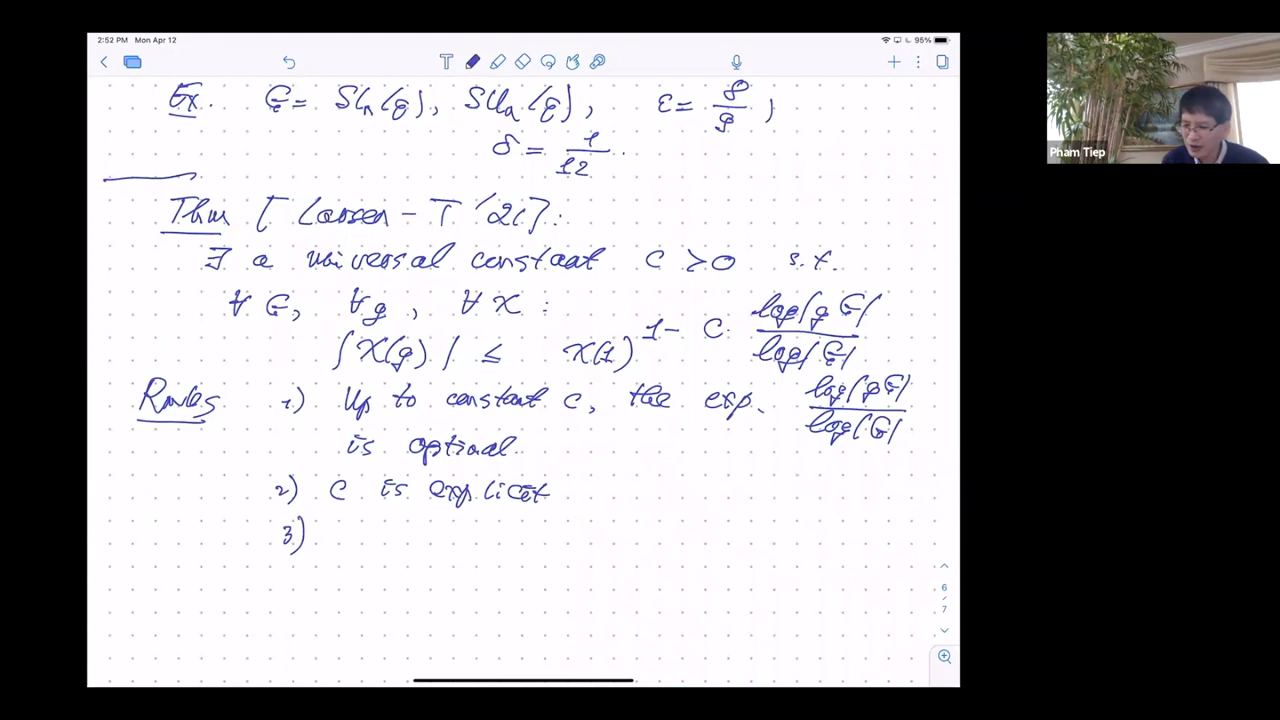 2:52 PM Mon Apr 12
95%
Ex. G = SLn(q), SUn(q), ε = 8/9,
δ = 1/12.
Thm [Larsen - T '21]:
∃ a universal constant c > 0 s.t.
∀ G, ∀ g, ∀ χ :
|χ(g)| ≤ χ(1)^{1 - c · log|g^G| / log|G|}
Rmks 1) Up to constant c, the exp. log|g^G| / log|G|
is optimal.
2) c is explicit
3)
6
7
Pham Tiep